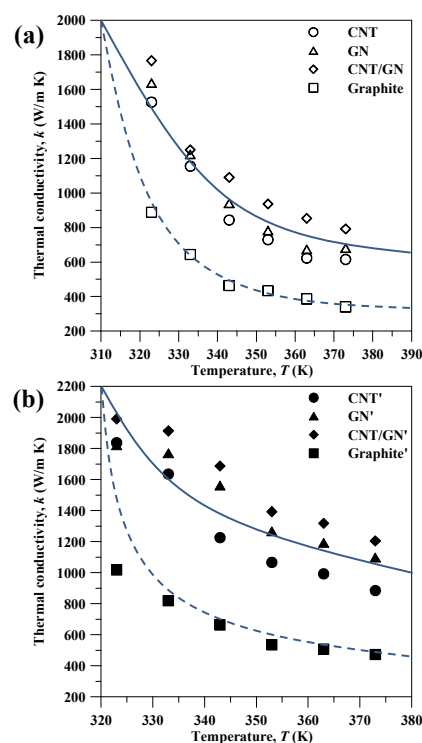 (a)
2000
1800
1600
1400
1200
1000
800
600
400
200
Thermal conductivity, k (W/m K)
CNT
GN
CNT/GN
Graphite
310 320 330 340 350 360 370 380 390
Temperature, T (K)
(b)
2200
2000
1800
1600
1400
1200
1000
800
600
400
200
Thermal conductivity, k (W/m K)
CNT'
GN'
CNT/GN'
Graphite'
320 330 340 350 360 370 380
Temperature, T (K)